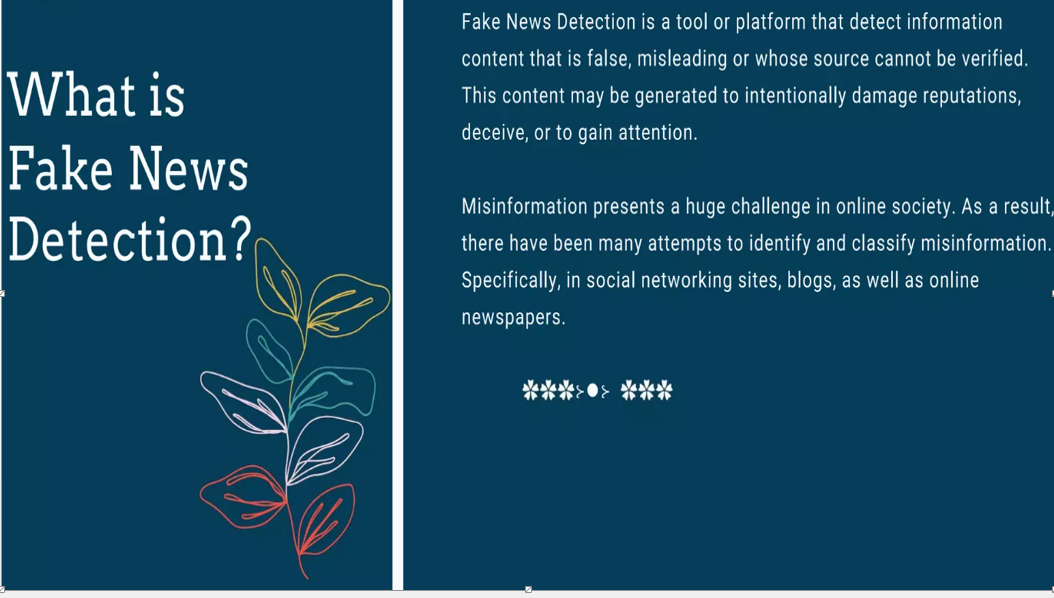 What is
Fake News
Detection?
Fake News Detection is a tool or platform that detect information
content that is false, misleading or whose source cannot be verified.
This content may be generated to intentionally damage reputations,
deceive, or to gain attention.
Misinformation presents a huge challenge in online society. As a result,
there have been many attempts to identify and classify misinformation.
Specifically, in social networking sites, blogs, as well as online
newspapers.